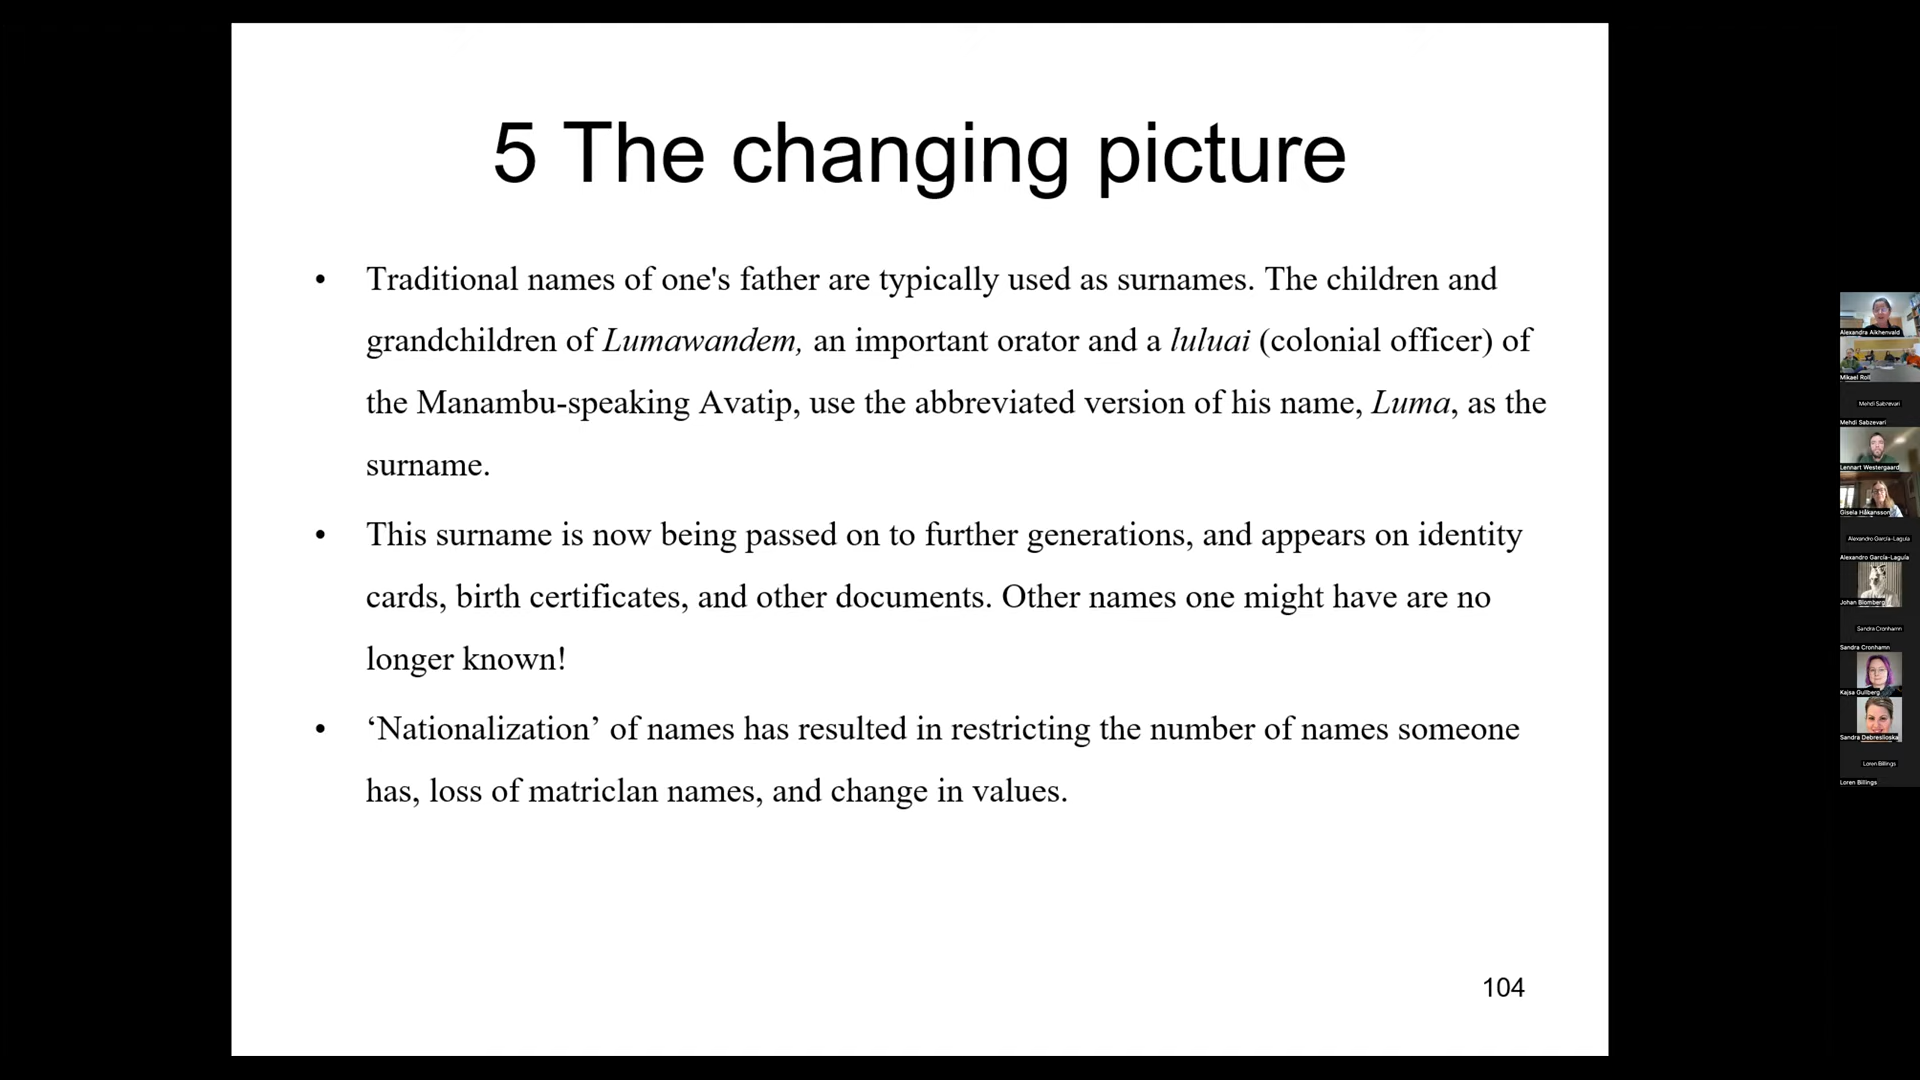 5 The changing picture
• Traditional names of one's father are typically used as surnames. The children and
grandchildren of Lumawandem, an important orator and a luluai (colonial officer) of
the Manambu-speaking Avatip, use the abbreviated version of his name, Luma, as the
surname.
• This surname is now being passed on to further generations, and appears on identity
cards, birth certificates, and other documents. Other names one might have are no
longer known!
• ‘Nationalization’ of names has resulted in restricting the number of names someone
has, loss of matriclan names, and change in values.
104
Alexandra Aikhenvald
Mikael Roll
Mehdi Sabzevari
Mehdi Sabzevari
Lennart Westergaard
Gisela Håkansson
Alexandro García-Laguía
Alexandro García-Laguía
Johan Blomberg
Sandra Cronhamn
Sandra Cronhamn
Kajsa Gullberg
Sandra Debreslioska
Loren Billings
Loren Billings